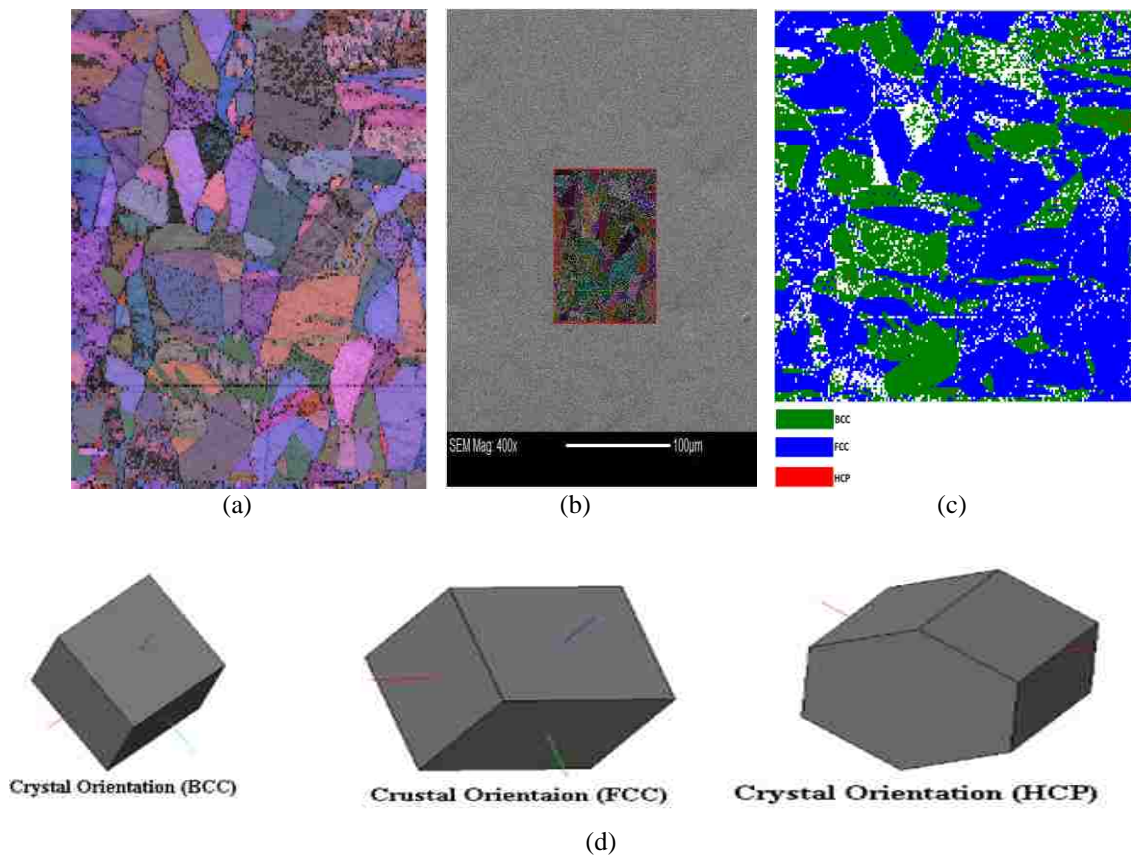 SEM Mag: 400x 100µm
BCC
FCC
HCP
(a) (b) (c)
Crystal Orientation (BCC) Crustal Orientaion (FCC) Crystal Orientation (HCP)
(d)